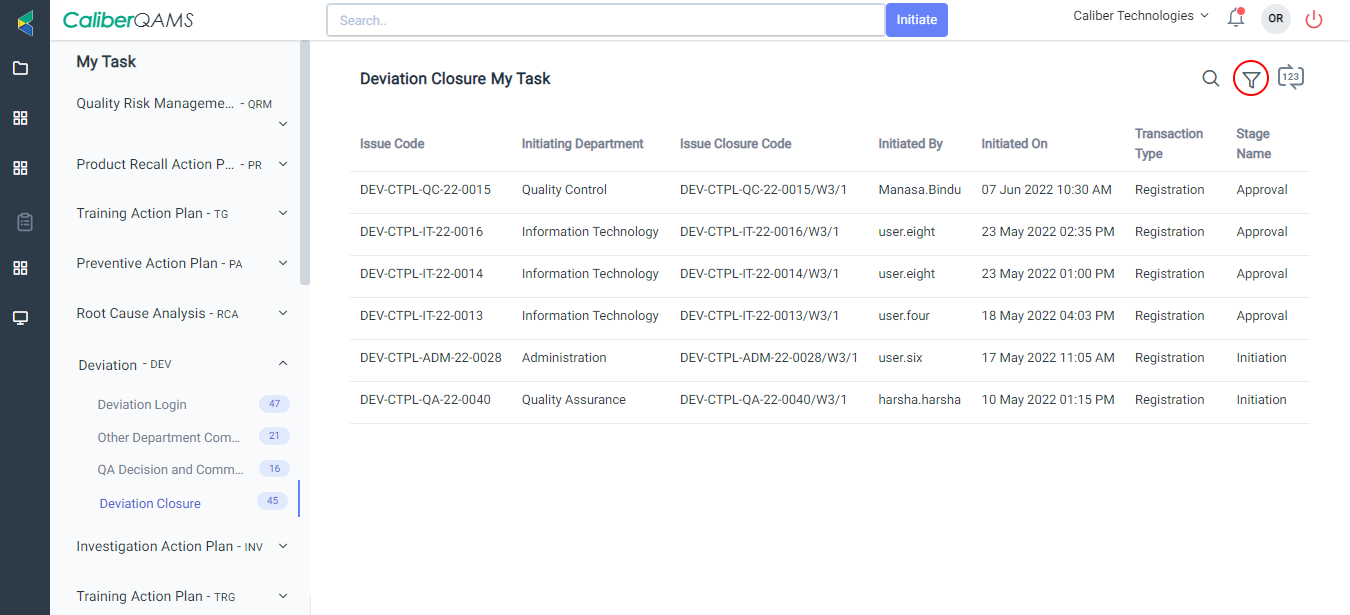 CaliberQAMS
Search..
Initiate
Caliber Technologies
OR
My Task
Quality Risk Manageme... - QRM
Product Recall Action P... - PR
Training Action Plan - TG
Preventive Action Plan - PA
Root Cause Analysis - RCA
Deviation - DEV
Deviation Login 47
Other Department Com... 21
QA Decision and Comm... 16
Deviation Closure 45
Investigation Action Plan - INV
Training Action Plan - TRG
Deviation Closure My Task
123
Issue Code Initiating Department Issue Closure Code Initiated By Initiated On Transaction Type Stage Name
DEV-CTPL-QC-22-0015 Quality Control DEV-CTPL-QC-22-0015/W3/1 Manasa.Bindu 07 Jun 2022 10:30 AM Registration Approval
DEV-CTPL-IT-22-0016 Information Technology DEV-CTPL-IT-22-0016/W3/1 user.eight 23 May 2022 02:35 PM Registration Approval
DEV-CTPL-IT-22-0014 Information Technology DEV-CTPL-IT-22-0014/W3/1 user.eight 23 May 2022 01:00 PM Registration Approval
DEV-CTPL-IT-22-0013 Information Technology DEV-CTPL-IT-22-0013/W3/1 user.four 18 May 2022 04:03 PM Registration Approval
DEV-CTPL-ADM-22-0028 Administration DEV-CTPL-ADM-22-0028/W3/1 user.six 17 May 2022 11:05 AM Registration Initiation
DEV-CTPL-QA-22-0040 Quality Assurance DEV-CTPL-QA-22-0040/W3/1 harsha.harsha 10 May 2022 01:15 PM Registration Initiation